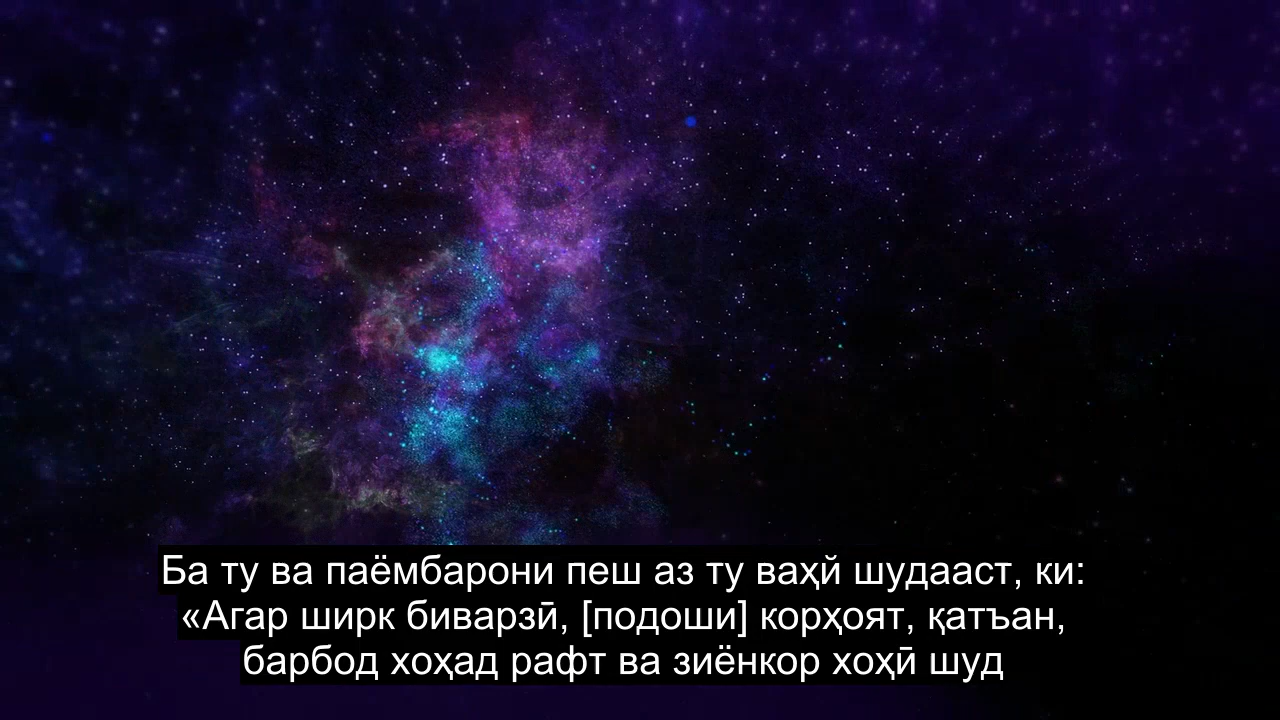 Ба ту ва паёмбарони пеш аз ту ваҳй шудааст, ки:
«Агар ширк биварзӣ, [подоши] корҳоят, қатъан,
барбод хоҳад рафт ва зиёнкор хоҳӣ шуд